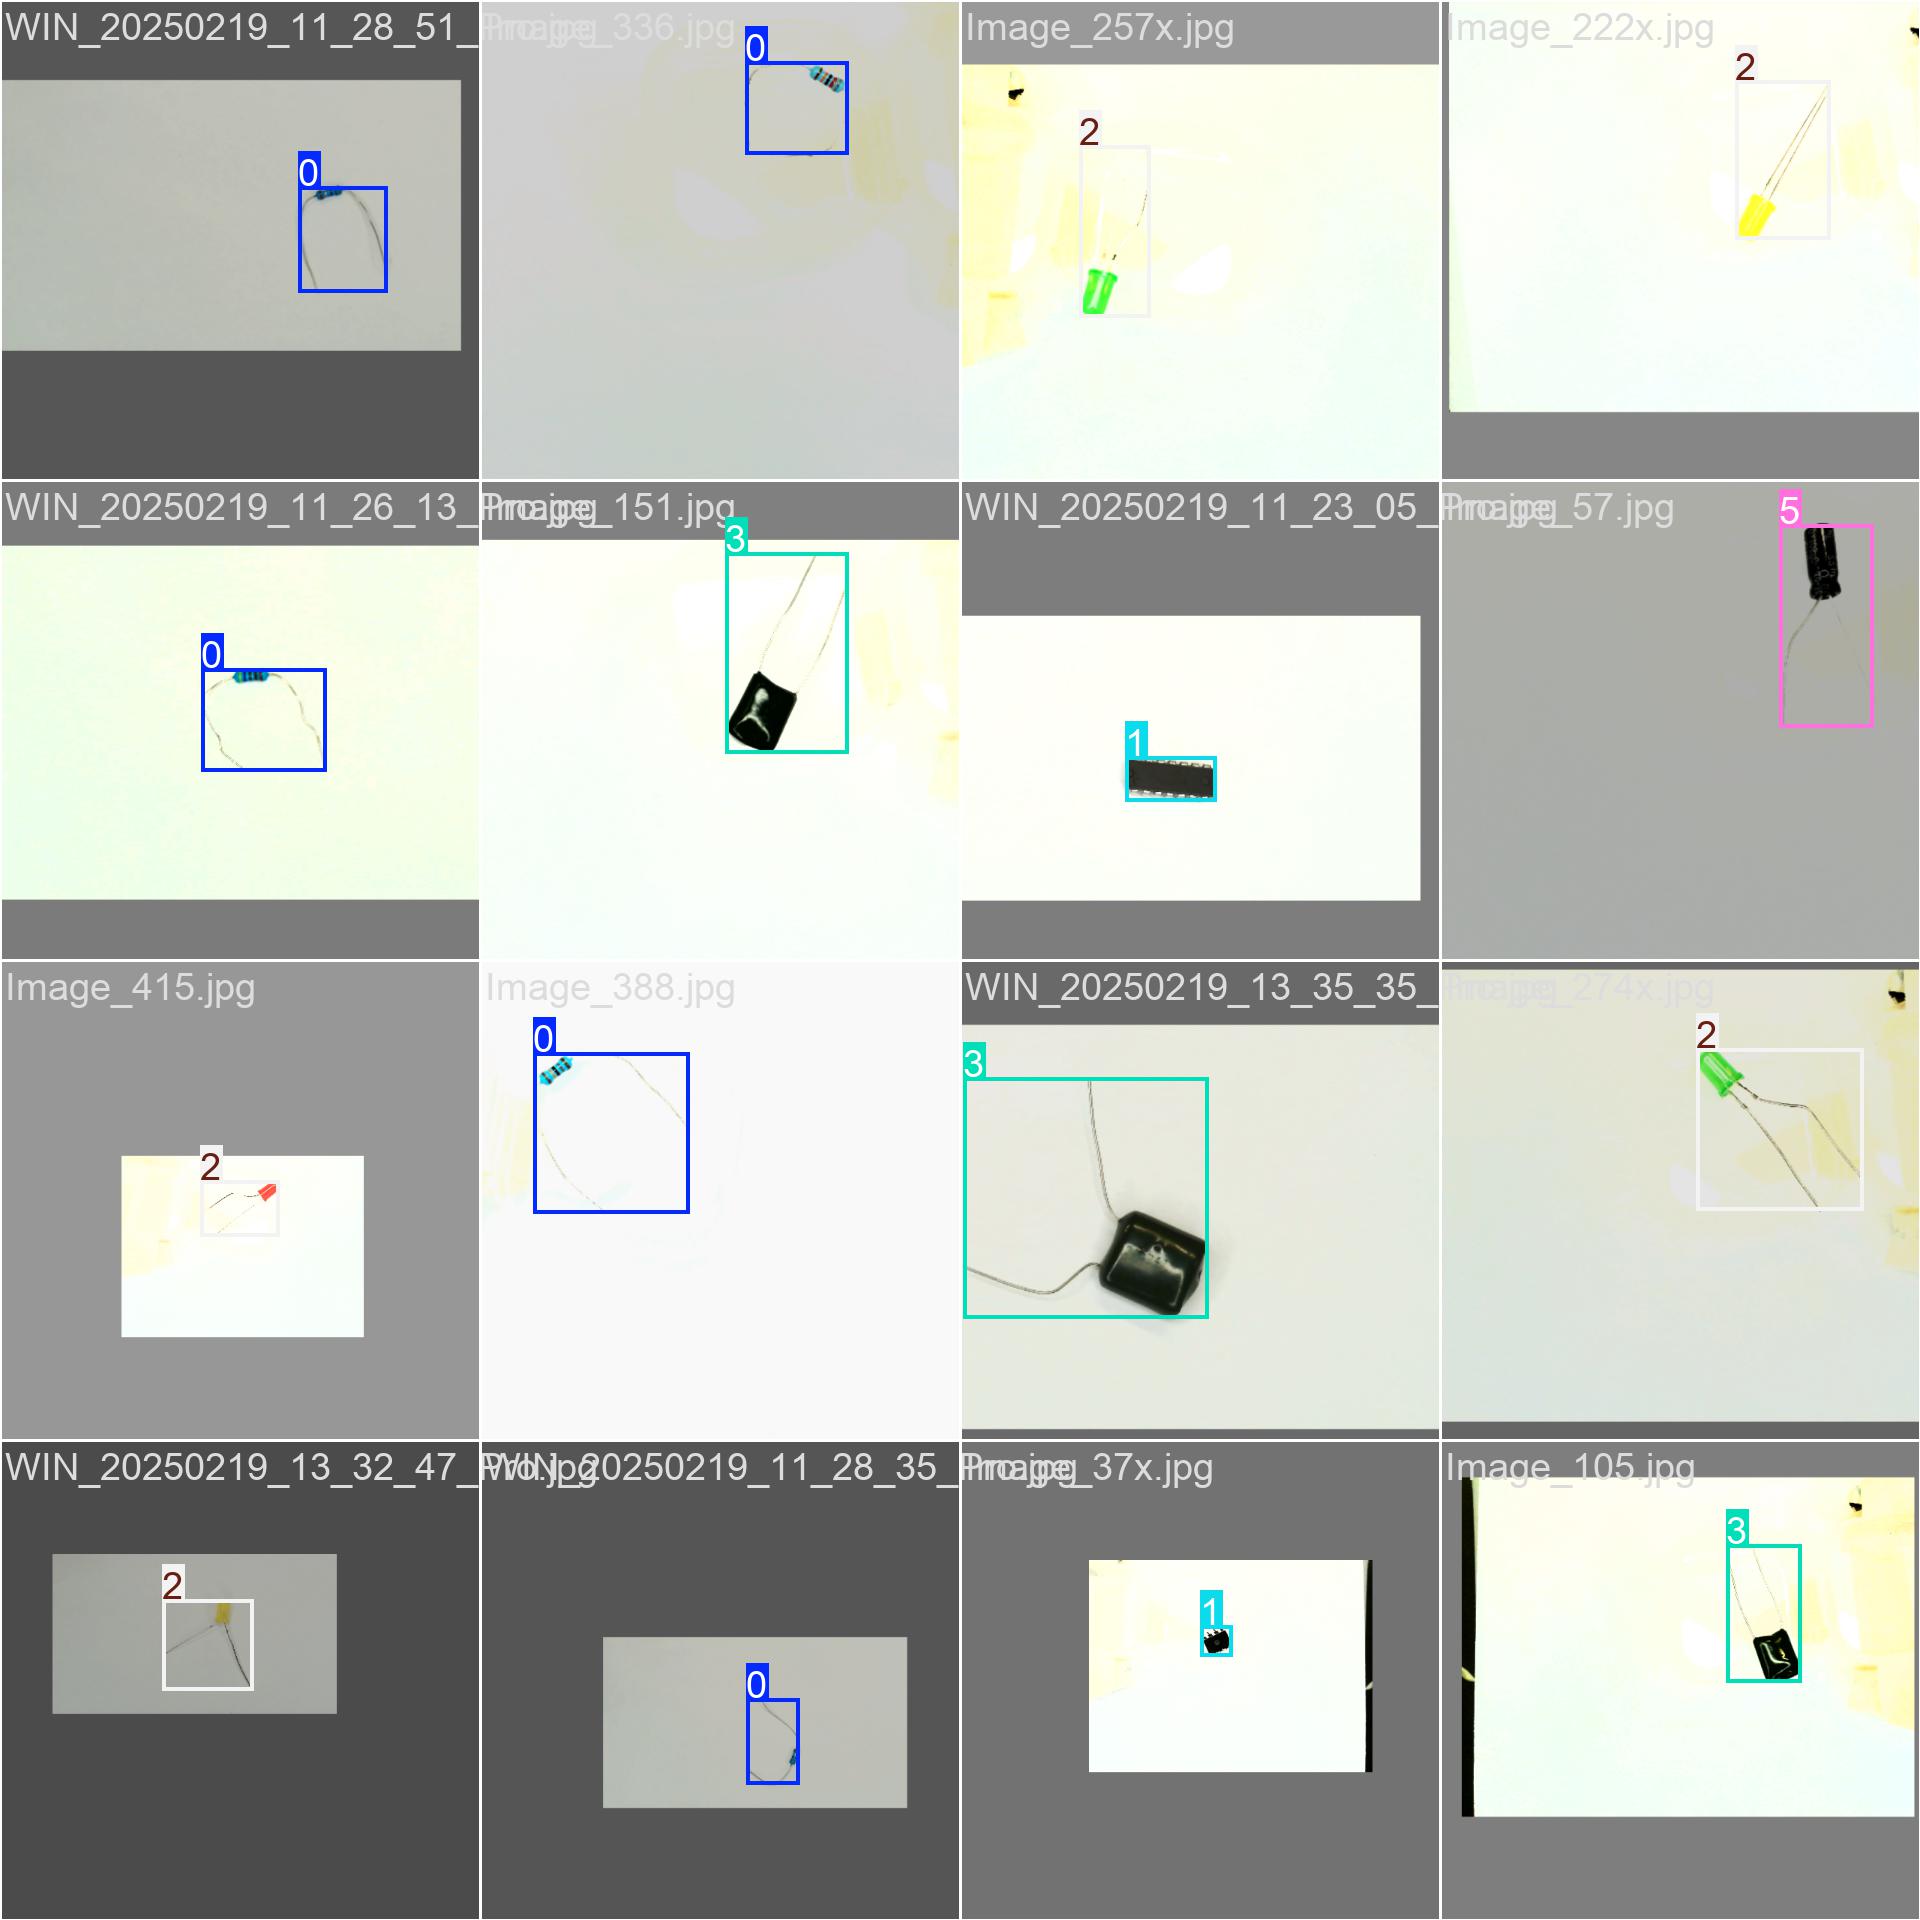 WIN_20250219_11_28_51_Pro.jpg
Image_336.jpg
Image_257x.jpg
Image_222x.jpg
0
0
2
2
WIN_20250219_11_26_13_Pro.jpg
Image_151.jpg
WIN_20250219_11_23_05_Pro.jpg
Image_57.jpg
0
3
1
5
Image_415.jpg
Image_388.jpg
WIN_20250219_13_35_35_Pro.jpg
Image_274x.jpg
2
0
3
2
WIN_20250219_13_32_47_Pro.jpg
WIN_20250219_11_28_35_Pro.jpg
Image_37x.jpg
Image_105.jpg
2
0
1
3